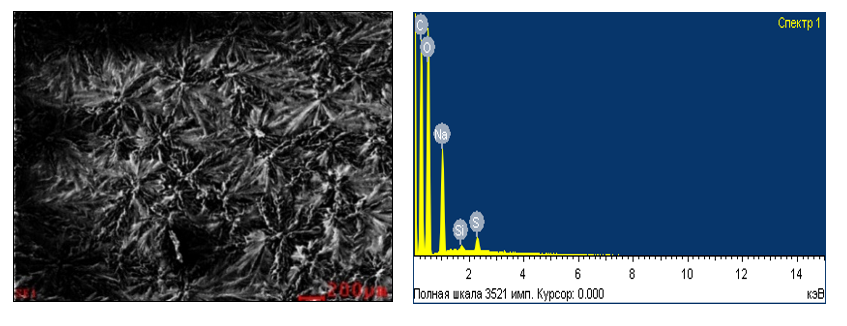 SE1
200µm
Спектр 1
C
O
Na
Si
S
2 4 6 8 10 12 14
Полная шкала 3521 имп. Курсор: 0.000
кэВ